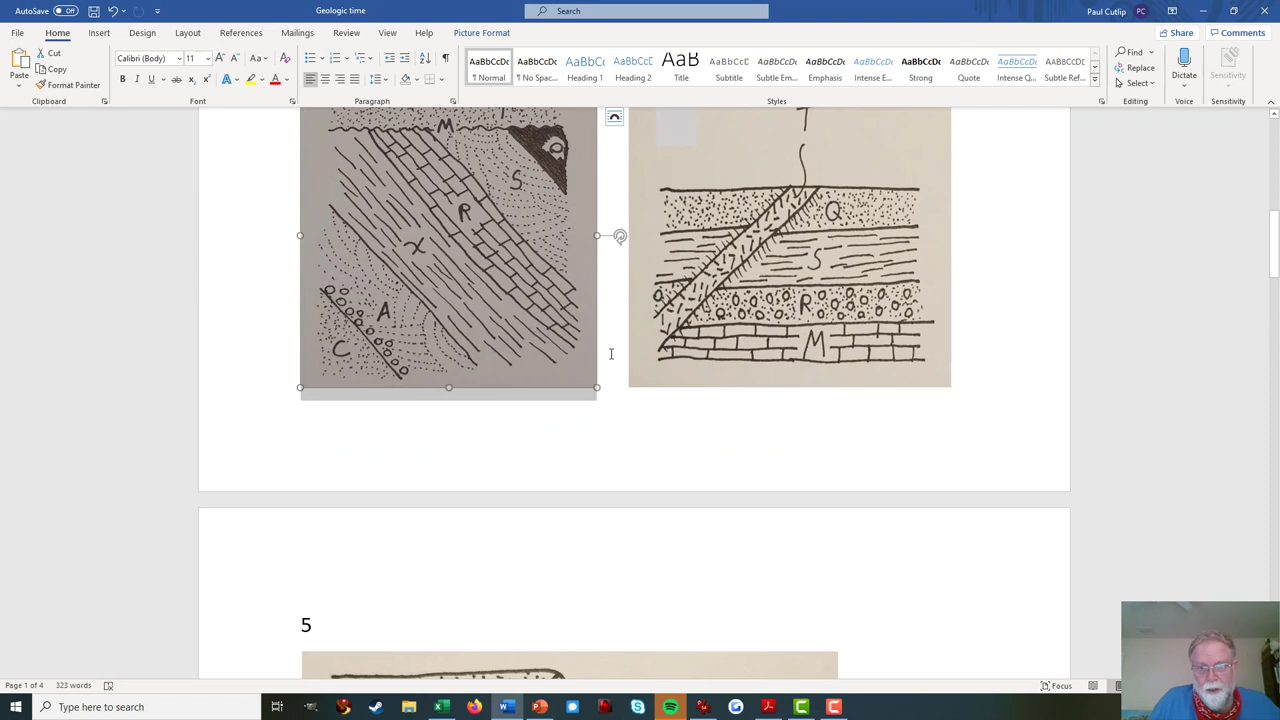 AutoSave Off
Geologic time
Search
Paul Cutlip PC
File Home Insert Design Layout References Mailings Review View Help Picture Format
Share Comments
Paste
Cut
Copy
Format Painter
Clipboard
Calibri (Body) 11
Font
Paragraph
AaBbCcDc ¶ Normal
AaBbCcDc ¶ No Spac...
AaBbC( Heading 1
AaBbCcD Heading 2
AaB Title
AaBbCcD Subtitle
AaBbCcDc Subtle Em...
AaBbCcDc Emphasis
AaBbCcDc Intense E...
AaBbCcDc Strong
AaBbCcDc Quote
AaBbCcDc Intense Q...
AaBbCcDc Subtle Ref...
Styles
Find
Replace
Select
Editing
Dictate
Voice
Sensitivity
Sensitivity
M
Q
S
R
X
A
C
T
Q
S
R
M
5
Page 1 of 4 323 words
Focus
Type here to search